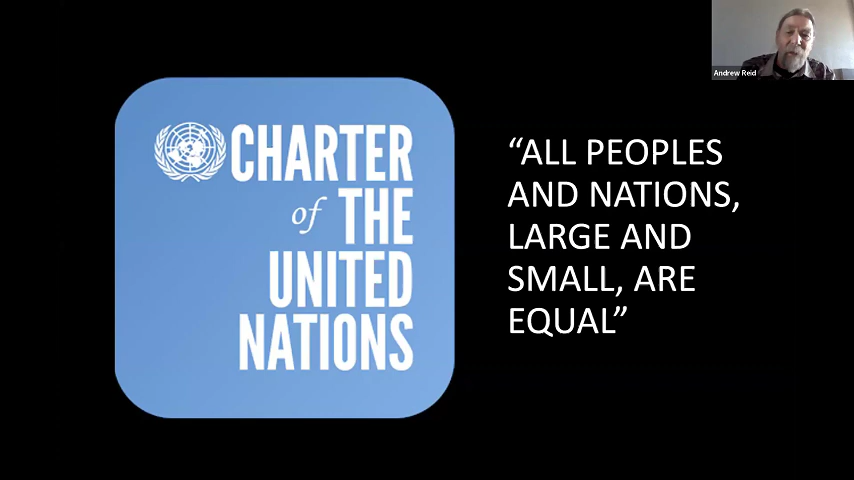 Andrew Reid
CHARTER
of THE
UNITED
NATIONS
“ALL PEOPLES
AND NATIONS,
LARGE AND
SMALL, ARE
EQUAL”